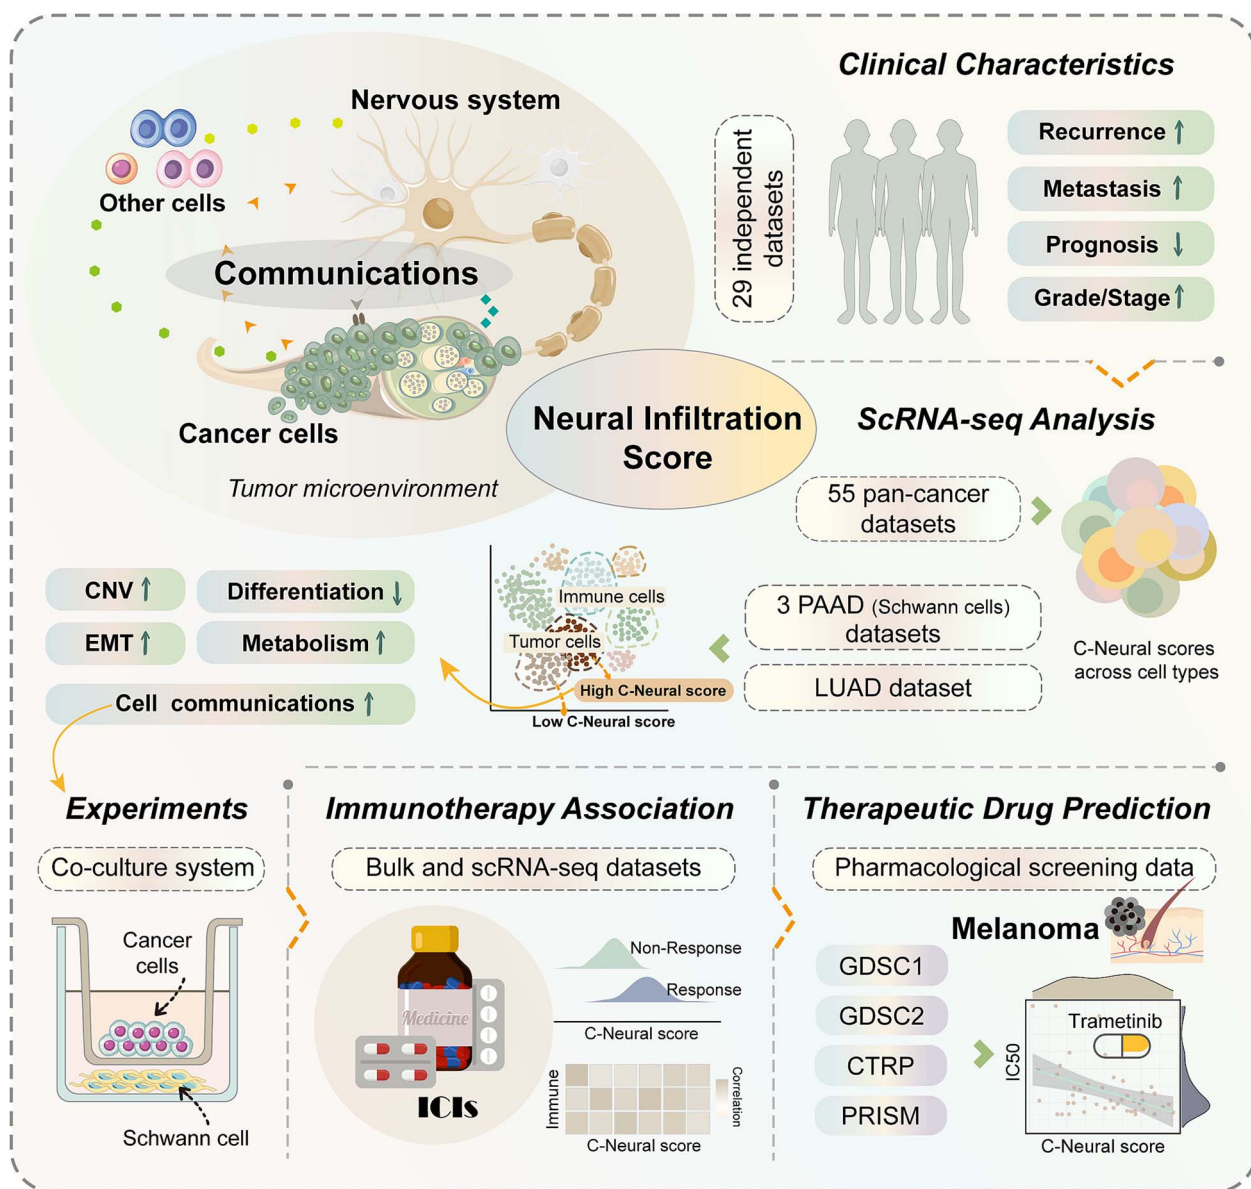 Nervous system
Other cells
Communications
Cancer cells
Tumor microenvironment
Neural Infiltration
Score
Clinical Characteristics
29 independent
datasets
Recurrence ↑
Metastasis ↑
Prognosis ↓
Grade/Stage ↑
ScRNA-seq Analysis
55 pan-cancer
datasets
3 PAAD (Schwann cells)
datasets
LUAD dataset
C-Neural scores
across cell types
Immune cells
Tumor cells
High C-Neural score
Low C-Neural score
CNV ↑
Differentiation ↓
EMT ↑
Metabolism ↑
Cell communications ↑
Experiments
Co-culture system
Cancer
cells
Schwann cell
Immunotherapy Association
Bulk and scRNA-seq datasets
Medicine
ICIs
Non-Response
Response
C-Neural score
Immune
Correlation
C-Neural score
Therapeutic Drug Prediction
Pharmacological screening data
Melanoma
GDSC1
GDSC2
CTRP
PRISM
Trametinib
IC50
C-Neural score